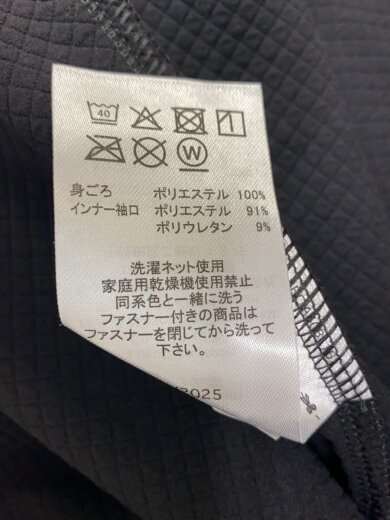 40
W
身ごろ ポリエステル 100%
インナー袖口 ポリエステル 91%
ポリウレタン 9%
洗濯ネット使用
家庭用乾燥機使用禁止
同系色と一緒に洗う
ファスナー付きの商品は
ファスナーを閉じてから洗って
下さい。
2025